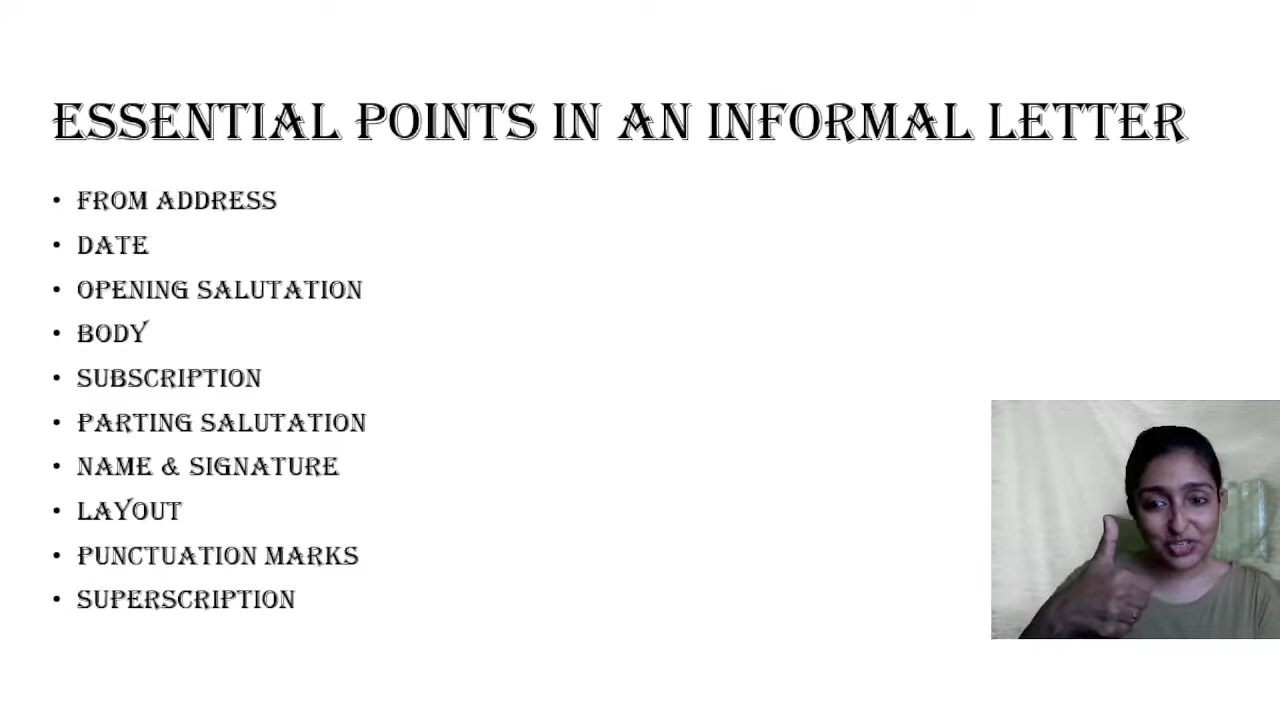 ESSENTIAL POINTS IN AN INFORMAL LETTER
• FROM ADDRESS
• DATE
• OPENING SALUTATION
• BODY
• SUBSCRIPTION
• PARTING SALUTATION
• NAME & SIGNATURE
• LAYOUT
• PUNCTUATION MARKS
• SUPERSCRIPTION